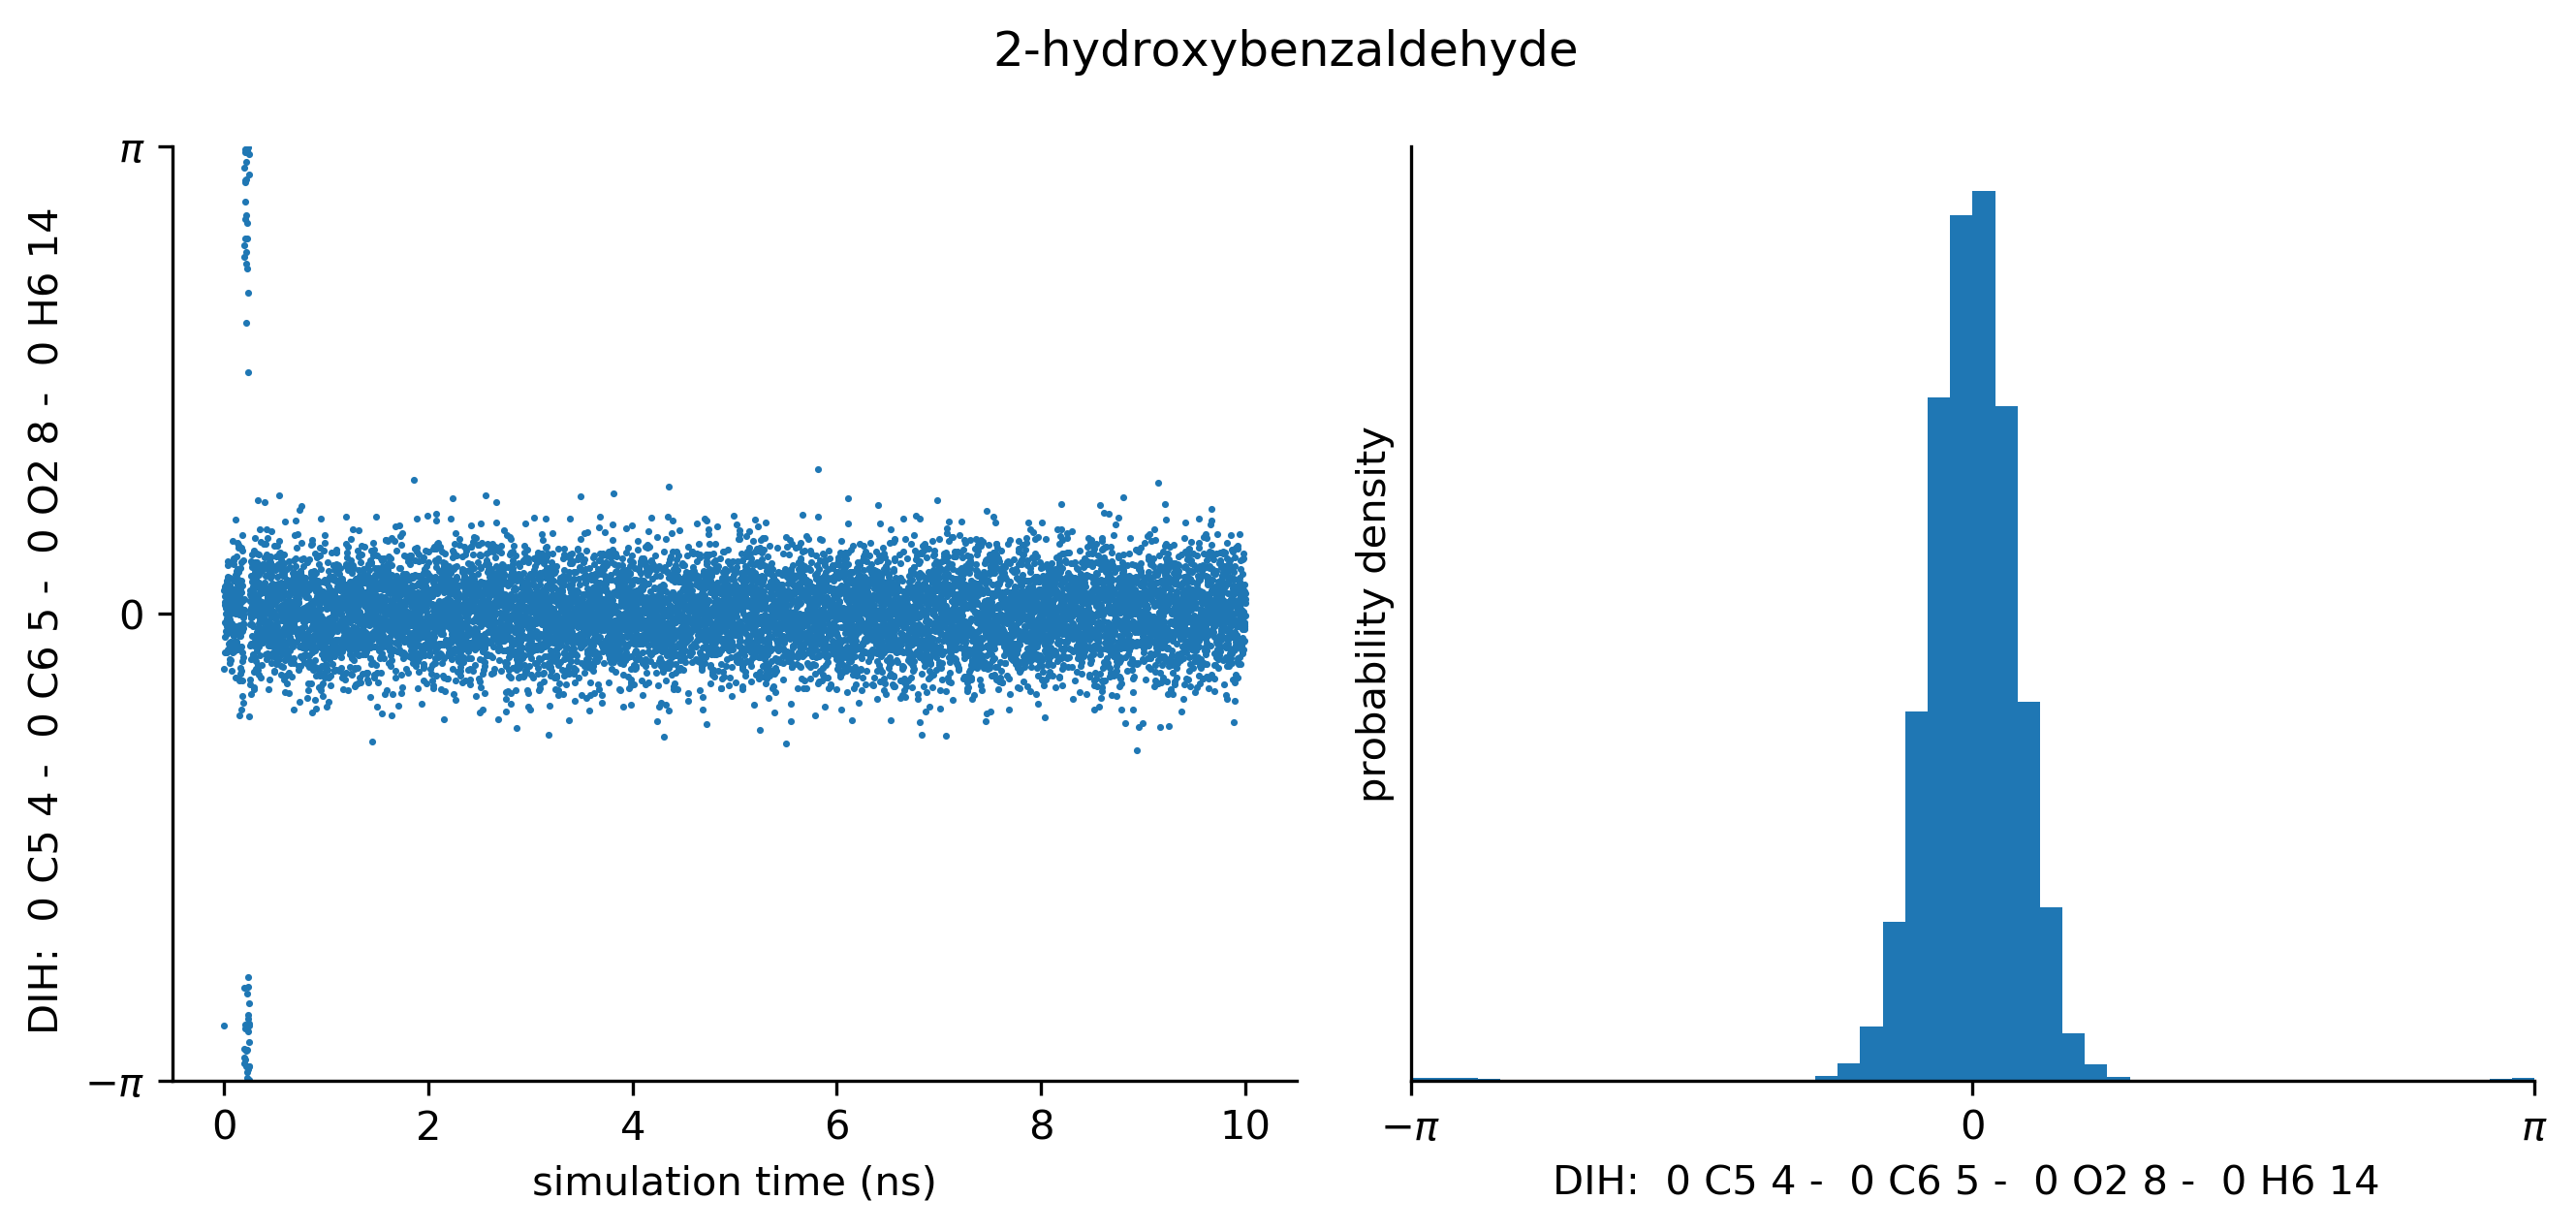 2-hydroxybenzaldehyde
DIH:  0 C5 4 -  0 C6 5 -  0 O2 8 -  0 H6 14
π
0
−π
0 2 4 6 8 10
simulation time (ns)
probability density
−π 0 π
DIH:  0 C5 4 -  0 C6 5 -  0 O2 8 -  0 H6 14